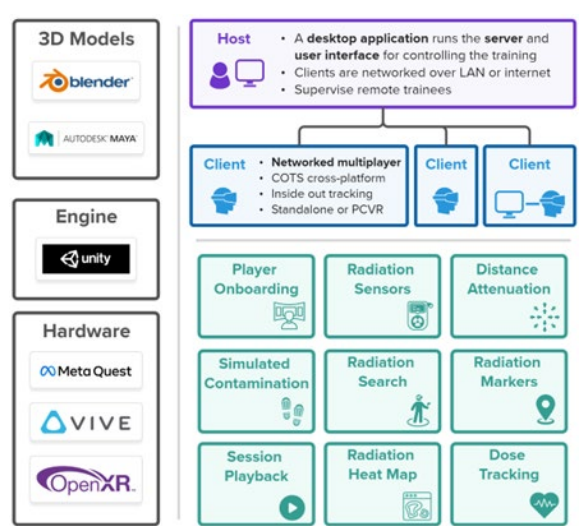 3D Models
blender
AUTODESK MAYA
Engine
unity
Hardware
Meta Quest
VIVE
OpenXR
Host
• A desktop application runs the server and
user interface for controlling the training
• Clients are networked over LAN or internet
• Supervise remote trainees
Client
• Networked multiplayer
• COTS cross-platform
• Inside out tracking
• Standalone or PCVR
Client
Client
Player
Onboarding
Radiation
Sensors
Distance
Attenuation
Simulated
Contamination
Radiation
Search
Radiation
Markers
Session
Playback
Radiation
Heat Map
Dose
Tracking